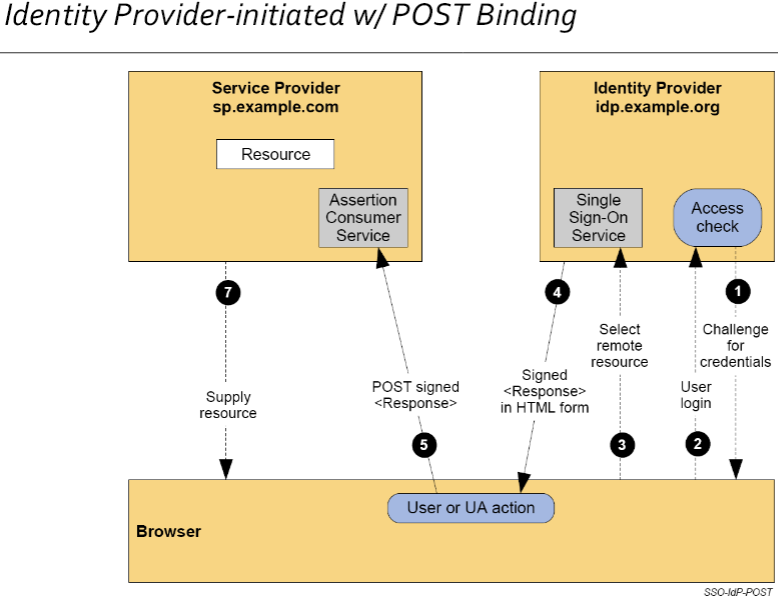 Identity Provider-initiated w/ POST Binding
Service Provider
sp.example.com
Identity Provider
idp.example.org
Resource
Assertion
Consumer
Service
Single
Sign-On
Service
Access
check
7
4
1
Select
remote
resource
Challenge
for
credentials
Signed
<Response>
in HTML form
POST signed
<Response>
User
login
Supply
resource
5
3
2
User or UA action
Browser
SSO-IdP-POST